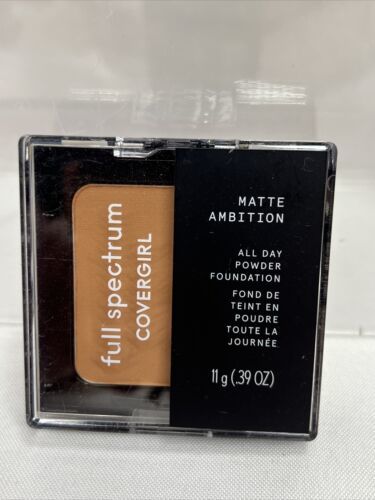 full spectrum
COVERGIRL
MATTE
AMBITION
ALL DAY
POWDER
FOUNDATION
FOND DE
TEINT EN
POUDRE
TOUTE LA
JOURNÉE
11 g (.39 OZ)